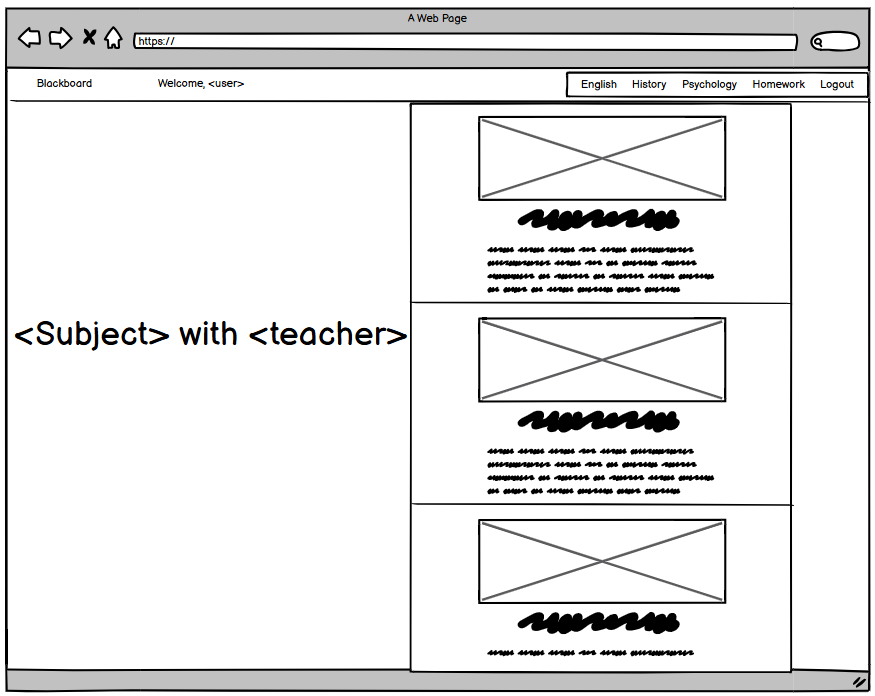 A Web Page
https://
Blackboard Welcome, <user> English History Psychology Homework Logout
<Subject> with <teacher>